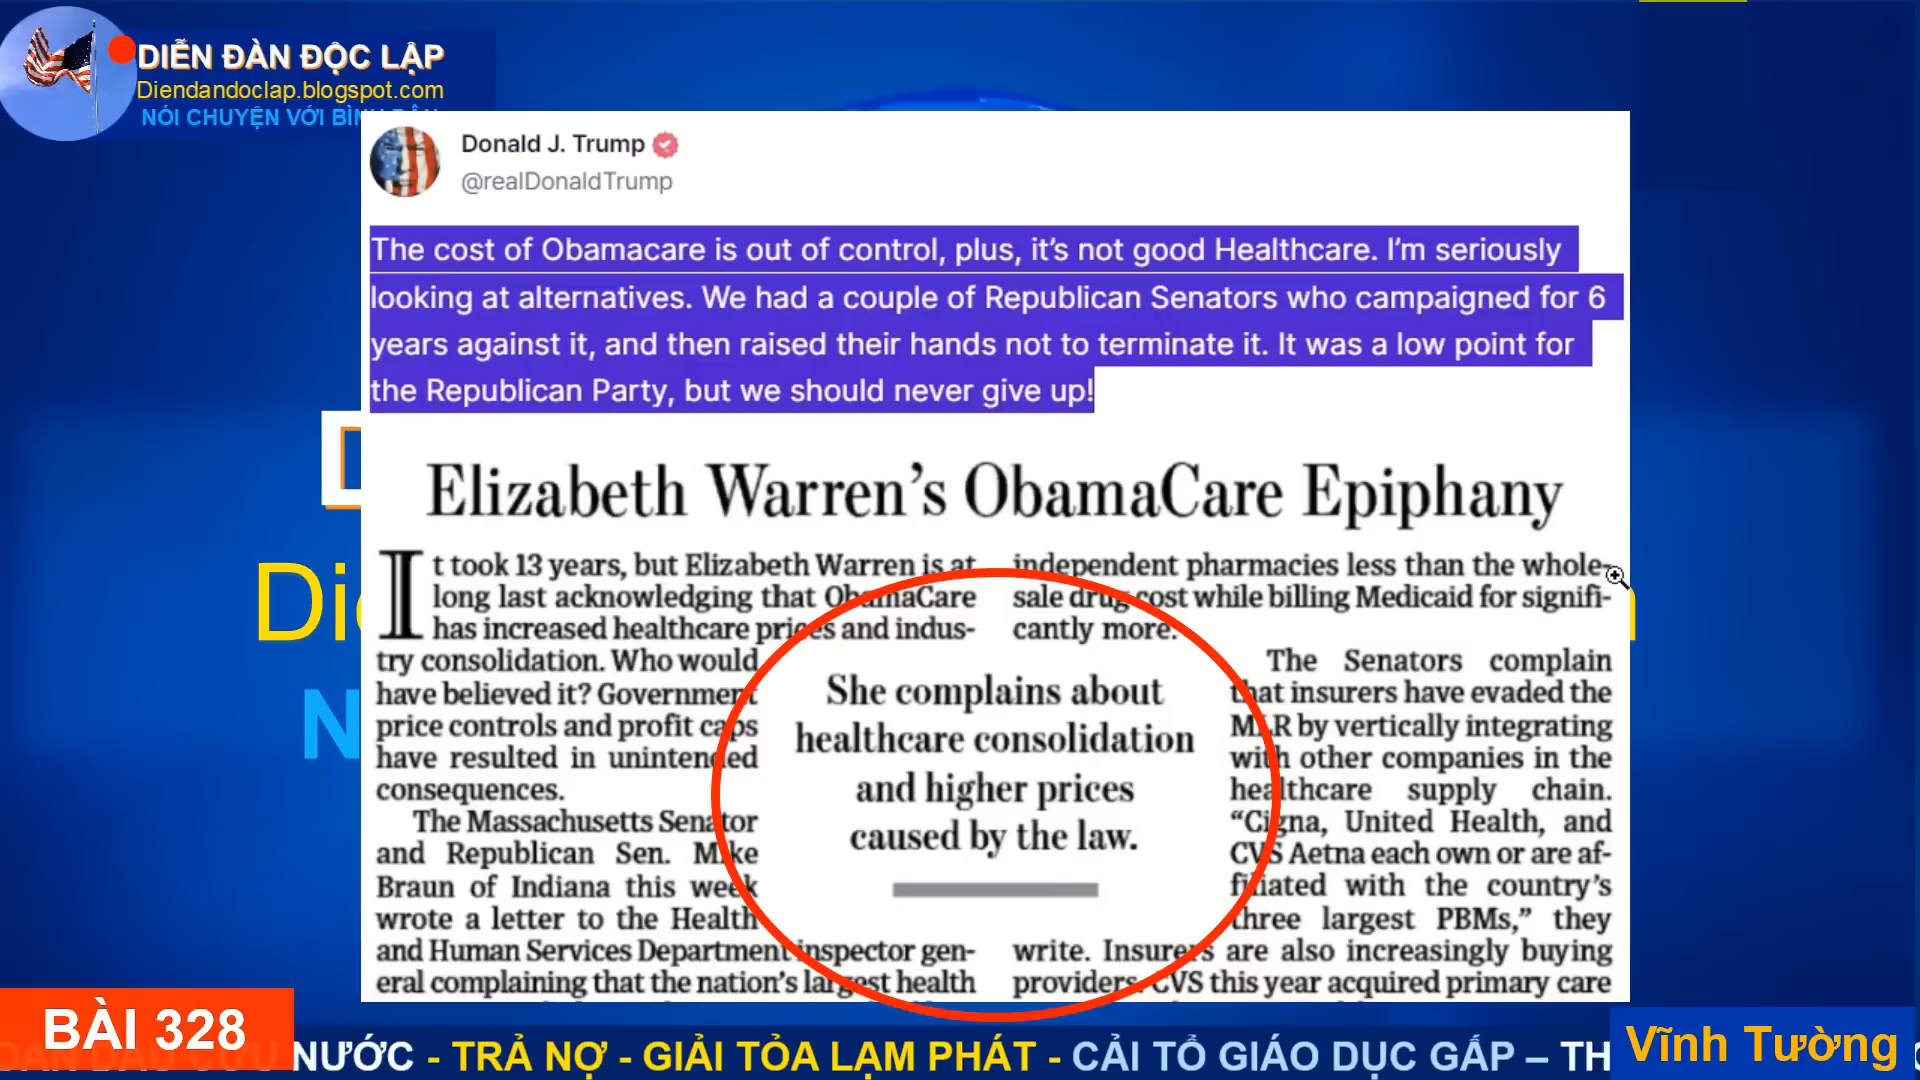 DIỄN ĐÀN ĐỘC LẬP
Diendandoclap.blogspot.com
NÓI CHUYỆN VỚI
Donald J. Trump
@realDonaldTrump
The cost of Obamacare is out of control, plus, it's not good Healthcare. I'm seriously
looking at alternatives. We had a couple of Republican Senators who campaigned for 6
years against it, and then raised their hands not to terminate it. It was a low point for
the Republican Party, but we should never give up!
Elizabeth Warren's ObamaCare Epiphany
It took 13 years, but Elizabeth Warren is at
long last acknowledging that ObamaCare
has increased healthcare prices and indus-
try consolidation. Who would
have believed it? Government
price controls and profit caps
have resulted in unintended
consequences.
The Massachusetts Senator
and Republican Sen. Mike
Braun of Indiana this week
wrote a letter to the Health
and Human Services Department inspector gen-
eral complaining that the nation's largest health
She complains about
healthcare consolidation
and higher prices
caused by the law.
independent pharmacies less than the whole-
sale drug cost while billing Medicaid for signifi-
cantly more.
The Senators complain
that insurers have evaded the
MLR by vertically integrating
with other companies in the
healthcare supply chain.
"Cigna, United Health, and
CVS Aetna each own or are af-
filiated with the country's
three largest PBMs," they
write. Insurers are also increasingly buying
providers. CVS this year acquired primary care
BÀI 328
NƯỚC - TRẢ NỢ - GIẢI TỎA LẠM PHÁT - CẢI TỔ GIÁO DỤC GẤP – TH
Vĩnh Tường